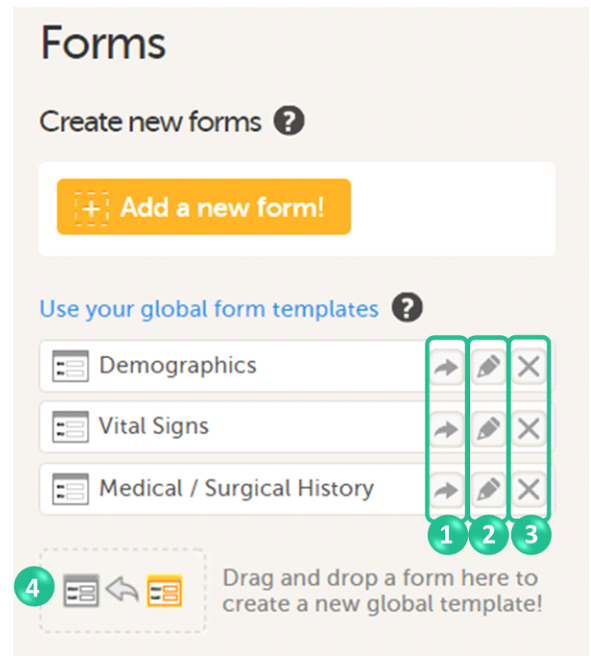 Forms
Create new forms ?
+ Add a new form!
Use your global form templates ?
Demographics
Vital Signs
Medical / Surgical History
1 2 3
4
Drag and drop a form here to
create a new global template!